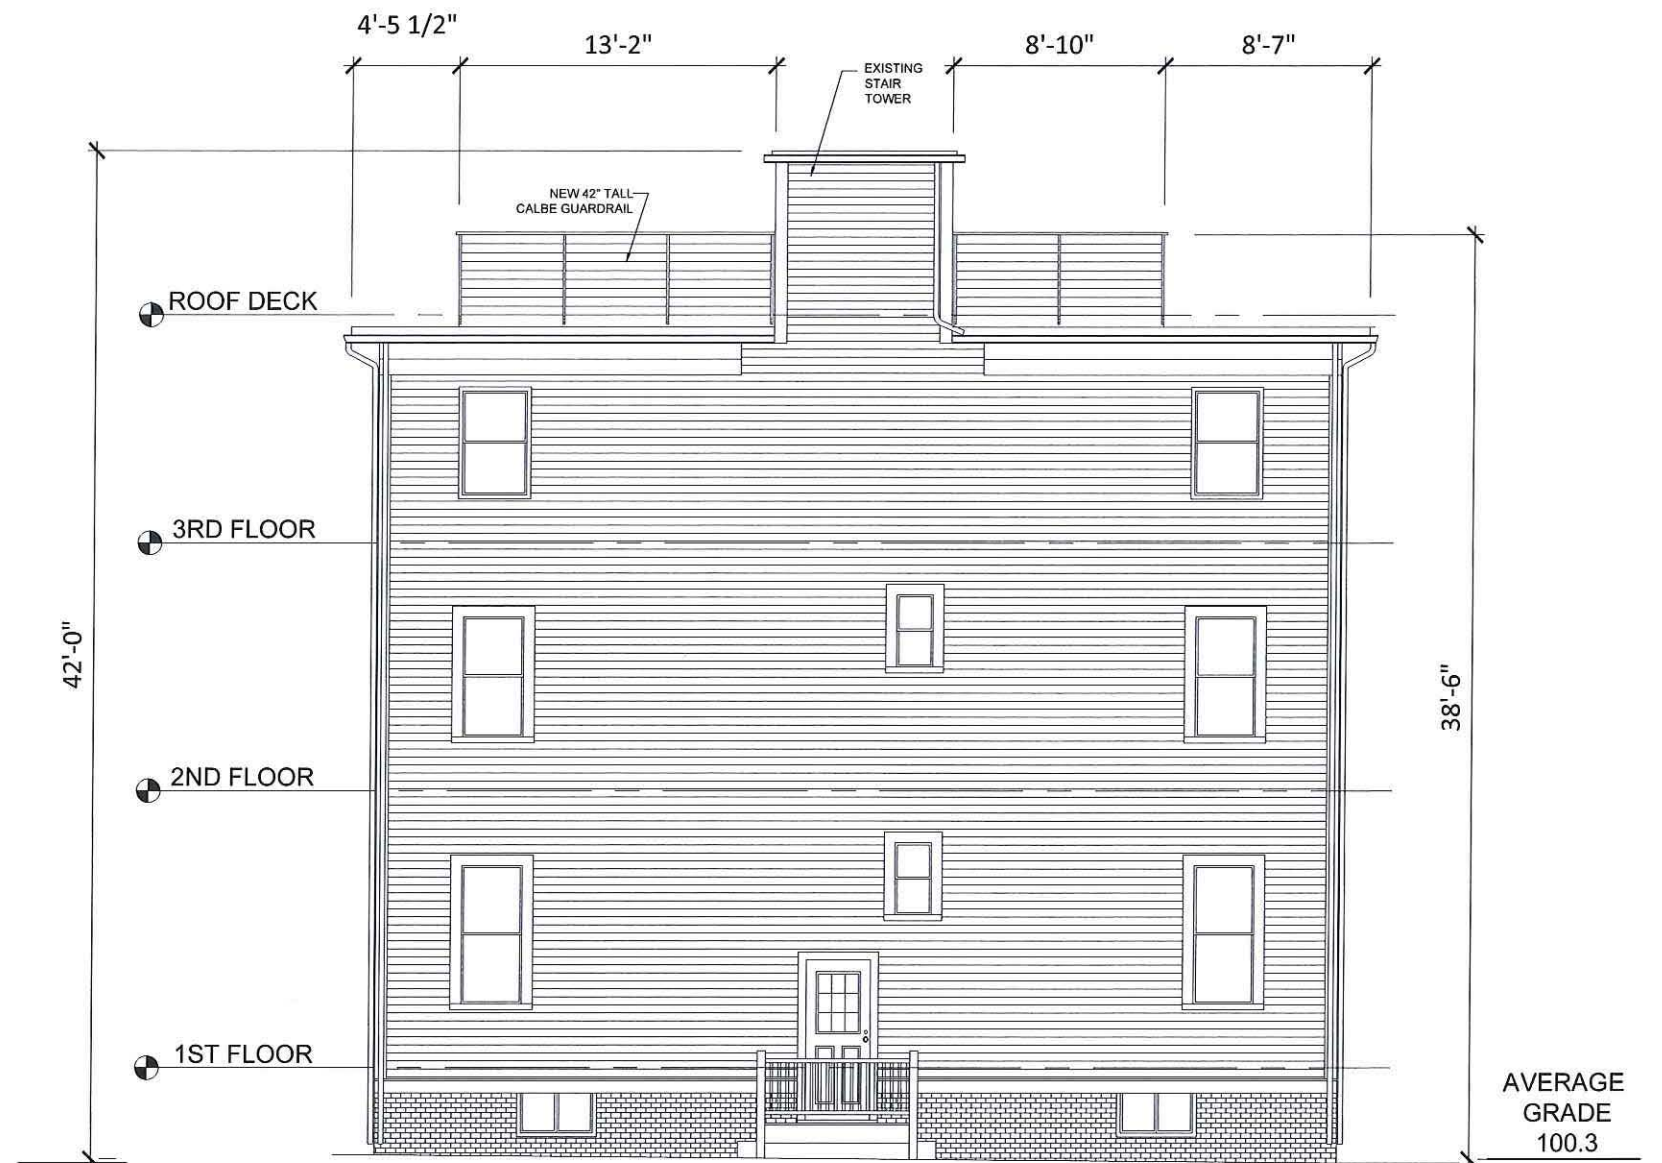 4'-5 1/2"
13'-2"
8'-10"
8'-7"
EXISTING
STAIR
TOWER
NEW 42" TALL
CALBE GUARDRAIL
ROOF DECK
3RD FLOOR
42'-0"
38'-6"
2ND FLOOR
1ST FLOOR
AVERAGE
GRADE
100.3